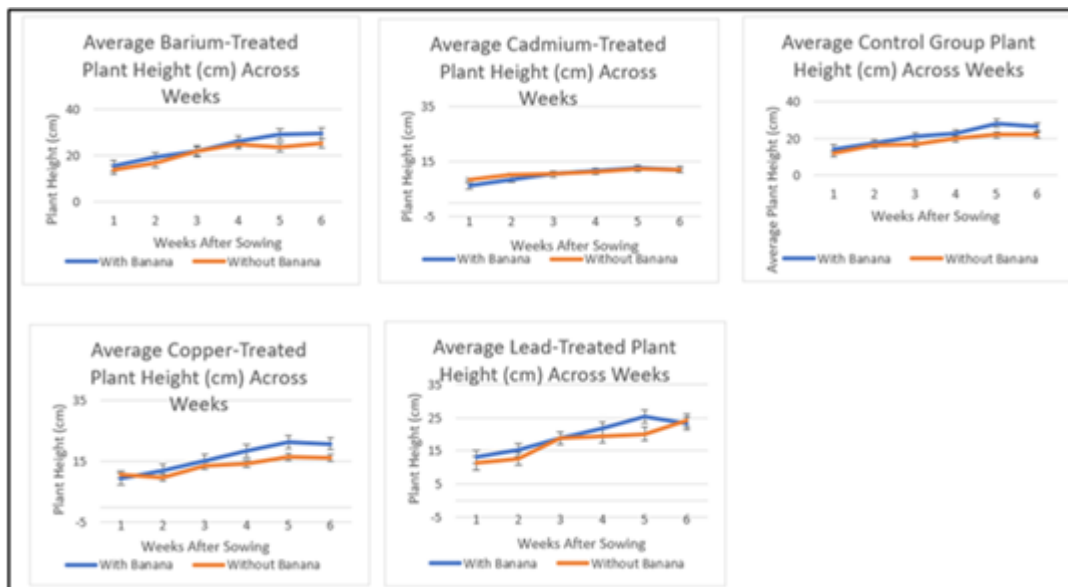 Average Barium-Treated
Plant Height (cm) Across
Weeks
Plant Height (cm)
40
20
0
1 2 3 4 5 6
Weeks After Sowing
With Banana Without Banana
Average Cadmium-Treated
Plant Height (cm) Across
Weeks
Plant Height (cm)
35
15
-5
1 2 3 4 5 6
Weeks After Sowing
With Banana Without Banana
Average Control Group Plant
Height (cm) Across Weeks
Average Plant Height (cm)
40
20
0
1 2 3 4 5 6
Weeks After Sowing
With Banana Without Banana
Average Copper-Treated
Plant Height (cm) Across
Weeks
Plant Height (cm)
35
15
-5
1 2 3 4 5 6
Weeks After Sowing
With Banana Without Banana
Average Lead-Treated Plant
Height (cm) Across Weeks
Plant Height (cm)
35
25
15
5
-5
1 2 3 4 5 6
Weeks After Sowing
With Banana Without Banana